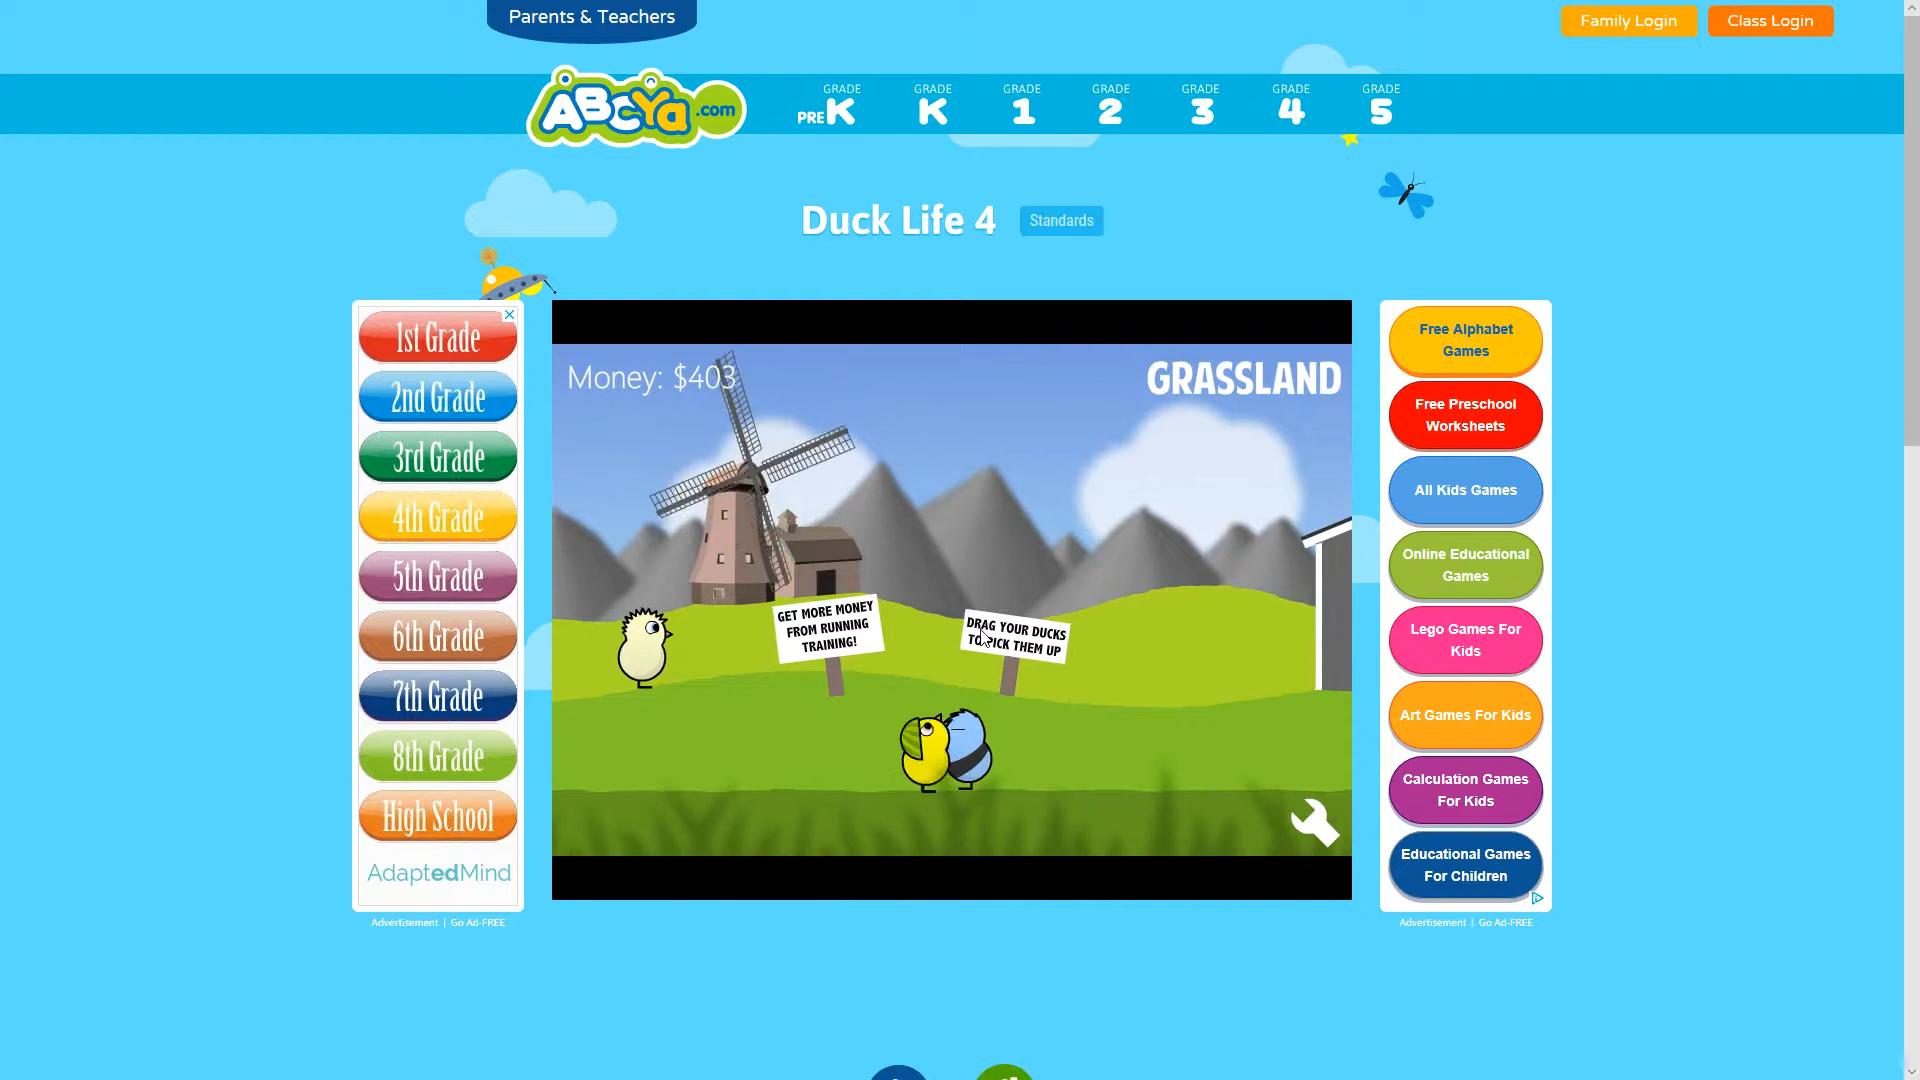 Parents & Teachers
Family Login
Class Login
ABCYa.com
GRADE
PRE K
GRADE
K
GRADE
1
GRADE
2
GRADE
3
GRADE
4
GRADE
5
Duck Life 4
Standards
1st Grade
2nd Grade
3rd Grade
4th Grade
5th Grade
6th Grade
7th Grade
8th Grade
High School
AdaptedMind
Advertisement | Go Ad-FREE
Money: $403
GRASSLAND
GET MORE MONEY
FROM RUNNING
TRAINING!
DRAG YOUR DUCKS
TO PICK THEM UP
Free Alphabet
Games
Free Preschool
Worksheets
All Kids Games
Online Educational
Games
Lego Games For
Kids
Art Games For Kids
Calculation Games
For Kids
Educational Games
For Children
Advertisement | Go Ad-FREE